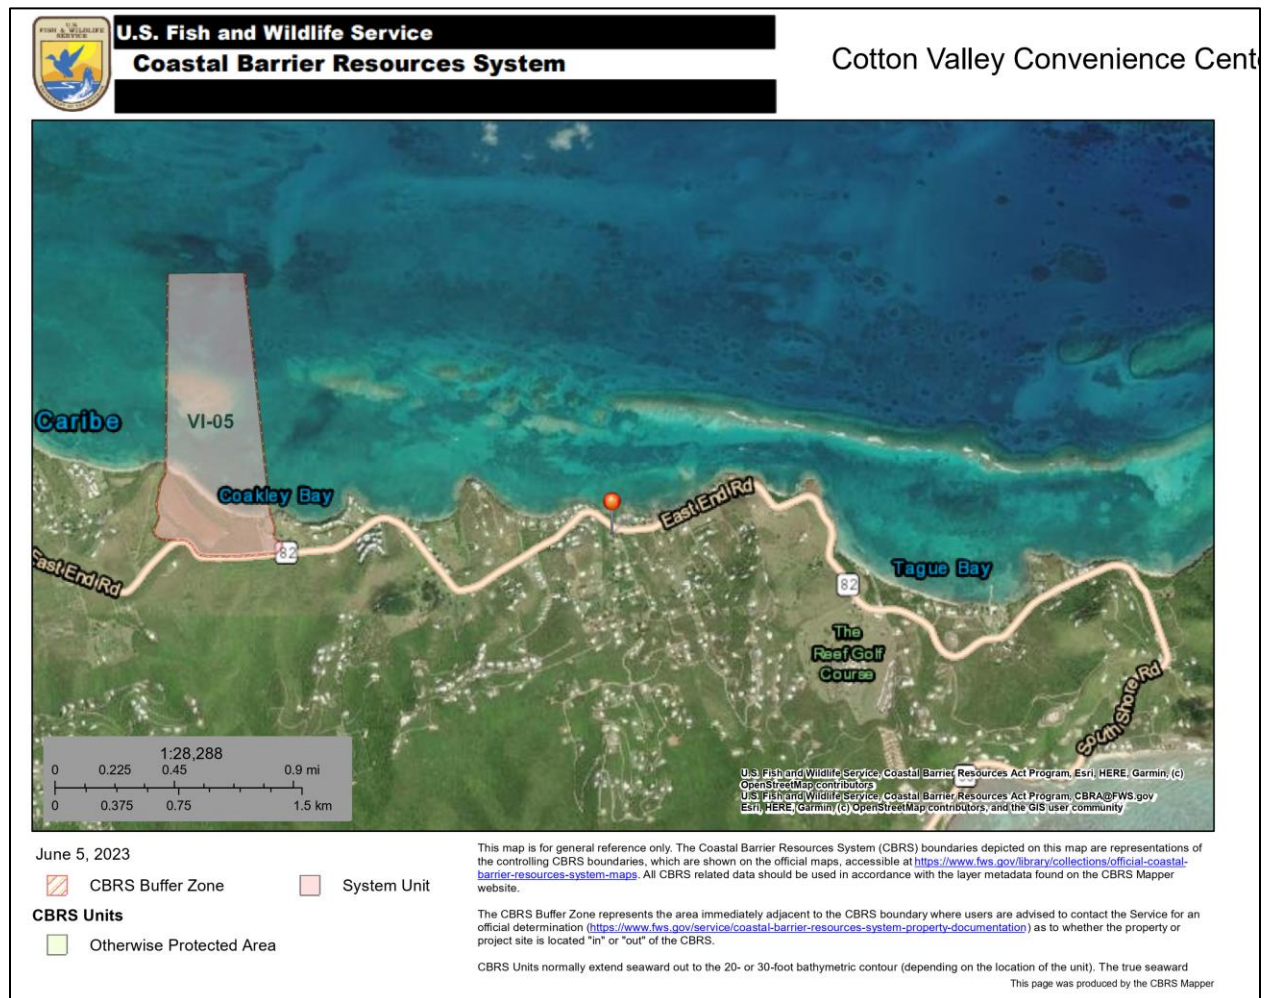 U.S.
FISH & WILDLIFE
SERVICE
U.S. Fish and Wildlife Service
Coastal Barrier Resources System
Cotton Valley Convenience Cent
Caribe
VI-05
Coakley Bay
East End Rd
82
East End Rd
Tague Bay
82
The
Reef Golf
Course
South Shore Rd
1:28,288
0 0.225 0.45 0.9 mi
0 0.375 0.75 1.5 km
U.S. Fish and Wildlife Service, Coastal Barrier Resources Act Program, Esri, HERE, Garmin, (c)
OpenStreetMap contributors
U.S. Fish and Wildlife Service, Coastal Barrier Resources Act Program, CBRA@FWS.gov
Esri, HERE, Garmin, (c) OpenStreetMap contributors, and the GIS user community
June 5, 2023
CBRS Buffer Zone
System Unit
CBRS Units
Otherwise Protected Area
This map is for general reference only. The Coastal Barrier Resources System (CBRS) boundaries depicted on this map are representations of
the controlling CBRS boundaries, which are shown on the official maps, accessible at https://www.fws.gov/library/collections/official-coastal-
barrier-resources-system-maps. All CBRS related data should be used in accordance with the layer metadata found on the CBRS Mapper
website.
The CBRS Buffer Zone represents the area immediately adjacent to the CBRS boundary where users are advised to contact the Service for an
official determination (https://www.fws.gov/service/coastal-barrier-resources-system-property-documentation) as to whether the property or
project site is located "in" or "out" of the CBRS.
CBRS Units normally extend seaward out to the 20- or 30-foot bathymetric contour (depending on the location of the unit). The true seaward
This page was produced by the CBRS Mapper